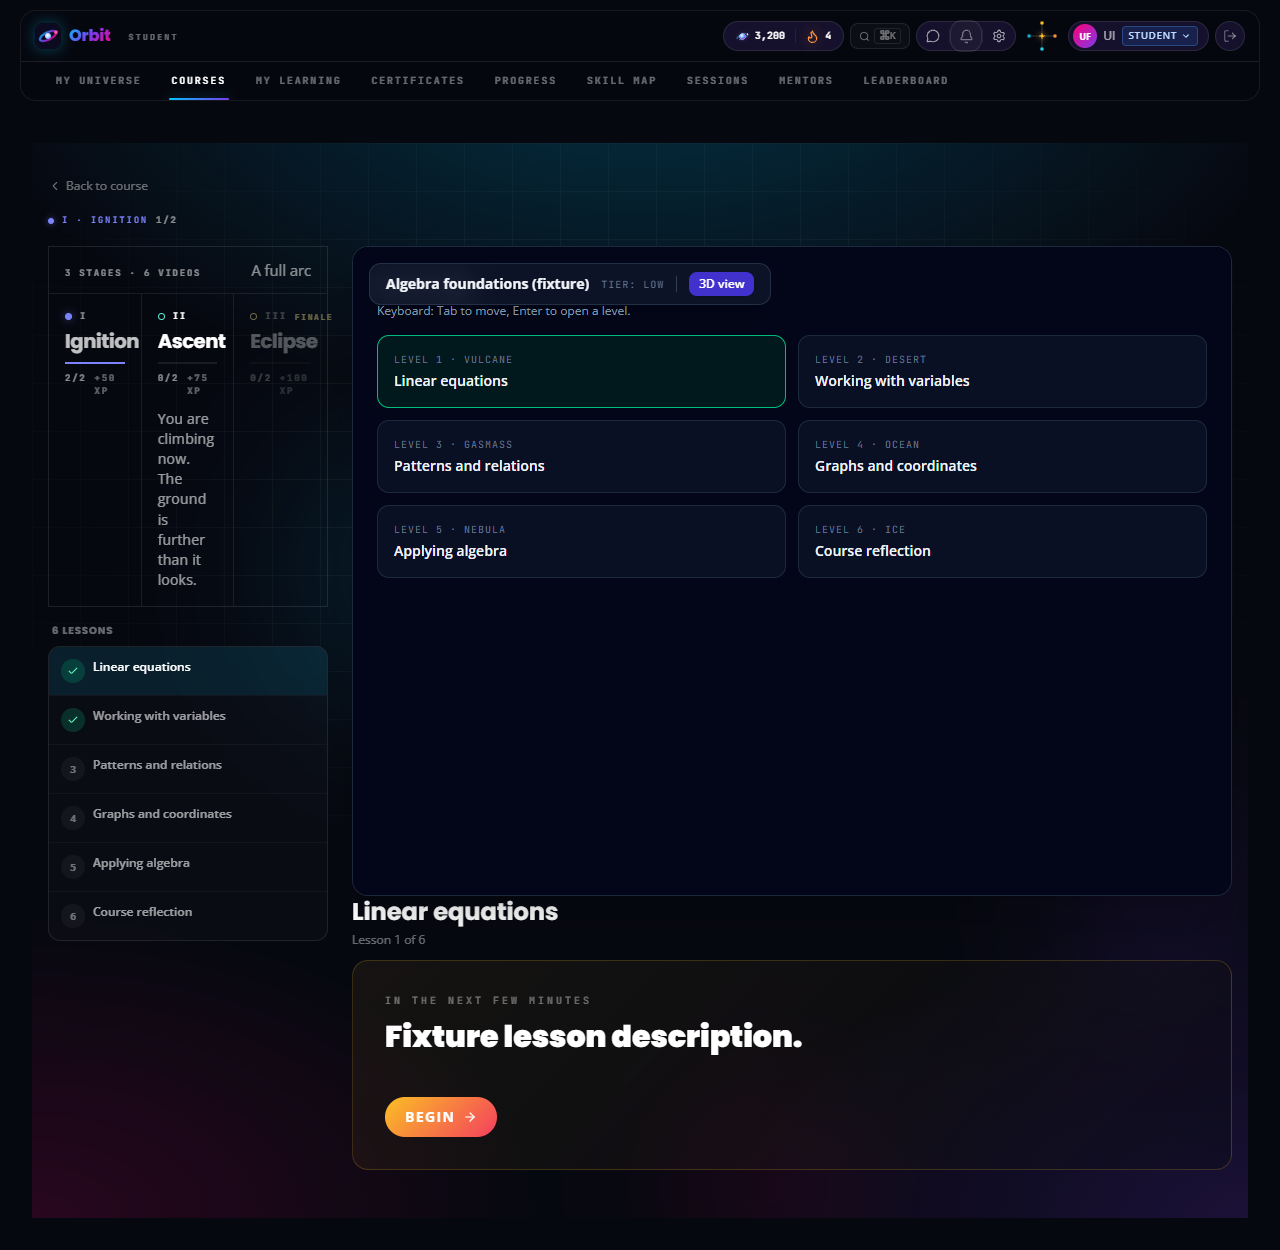 Orbit STUDENT
3,200 4 ⌘K UF UI STUDENT
MY UNIVERSE COURSES MY LEARNING CERTIFICATES PROGRESS SKILL MAP SESSIONS MENTORS LEADERBOARD
Back to course
I · IGNITION 1/2
3 STAGES · 6 VIDEOS A full arc
I
Ignition
2/2 +50 XP
II
Ascent
0/2 +75 XP
You are
climbing
now.
The
ground
is
further
than it
looks.
III FINALE
Eclipse
0/2 +100 XP
6 LESSONS
Linear equations
Working with variables
3 Patterns and relations
4 Graphs and coordinates
5 Applying algebra
6 Course reflection
Algebra foundations (fixture) TIER: LOW 3D view
Keyboard: Tab to move, Enter to open a level.
LEVEL 1 · VULCANE
Linear equations
LEVEL 2 · DESERT
Working with variables
LEVEL 3 · GASMASS
Patterns and relations
LEVEL 4 · OCEAN
Graphs and coordinates
LEVEL 5 · NEBULA
Applying algebra
LEVEL 6 · ICE
Course reflection
Linear equations
Lesson 1 of 6
IN THE NEXT FEW MINUTES
Fixture lesson description.
BEGIN →